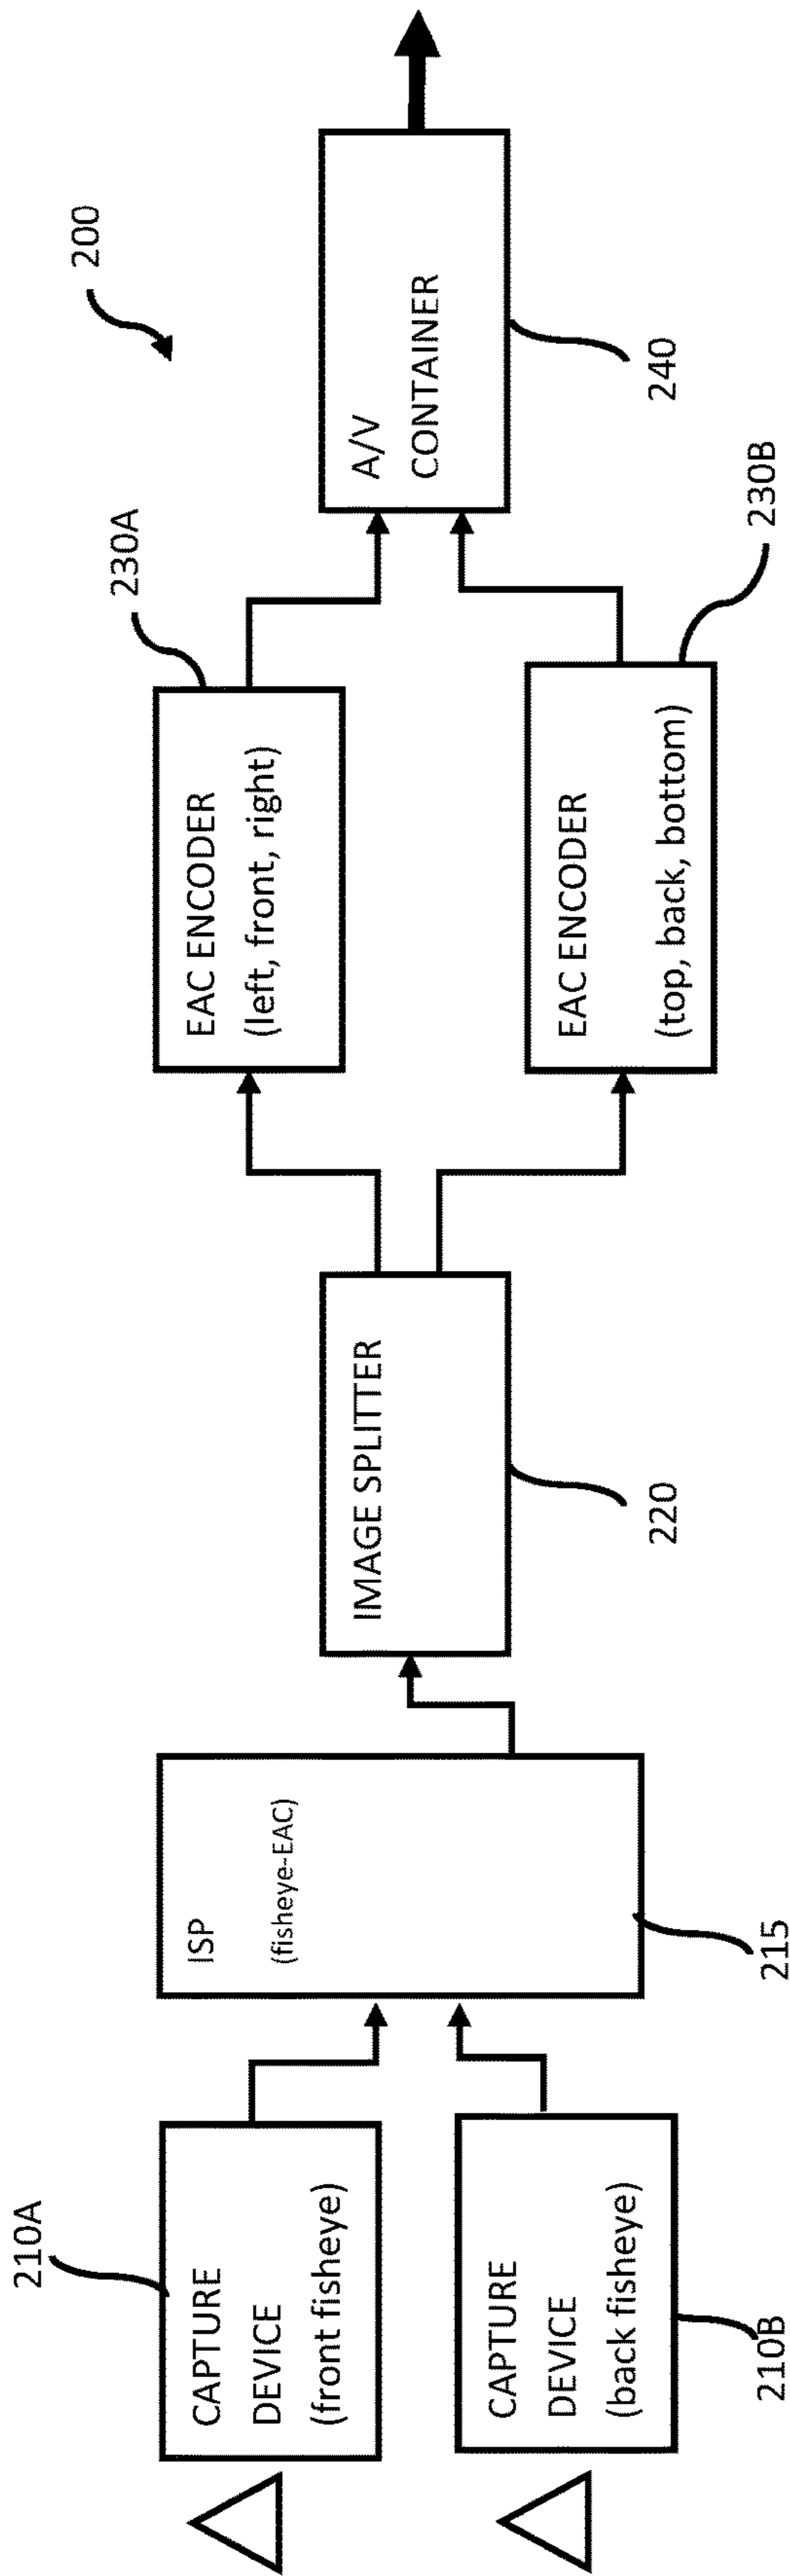 200
210A
CAPTURE
DEVICE
(front fisheye)
CAPTURE
DEVICE
(back fisheye)
210B
ISP
(fisheye-EAC)
215
IMAGE SPLITTER
220
230A
EAC ENCODER
(left, front, right)
EAC ENCODER
(top, back, bottom)
230B
A/V
CONTAINER
240